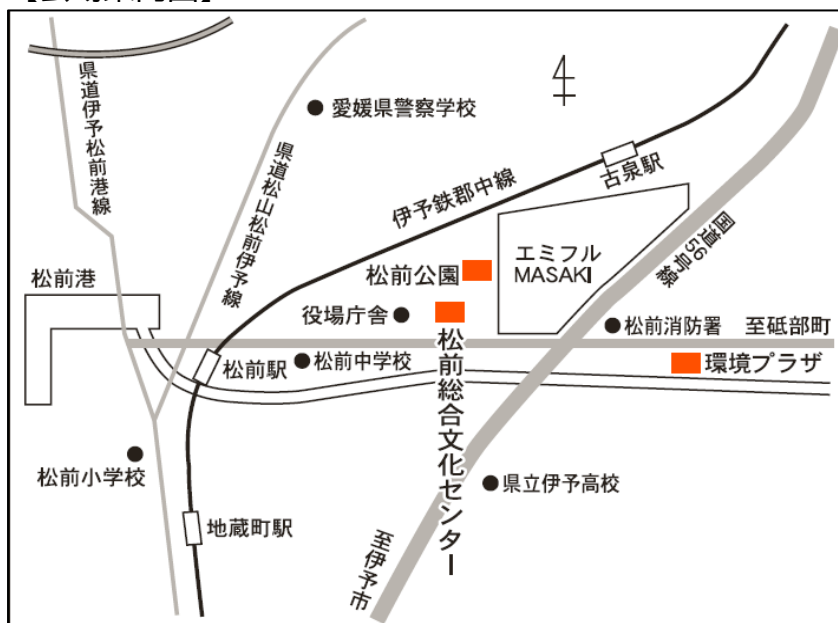 県道伊予松前港線
愛媛県警察学校
県道松山松前伊予線
古泉駅
伊予鉄郡中線
国道56号線
エミフル
MASAKI
松前公園
松前港
役場庁舎
松前消防署
至砥部町
松前総合文化センター
松前駅
松前中学校
環境プラザ
松前小学校
県立伊予高校
地蔵町駅
至伊予市